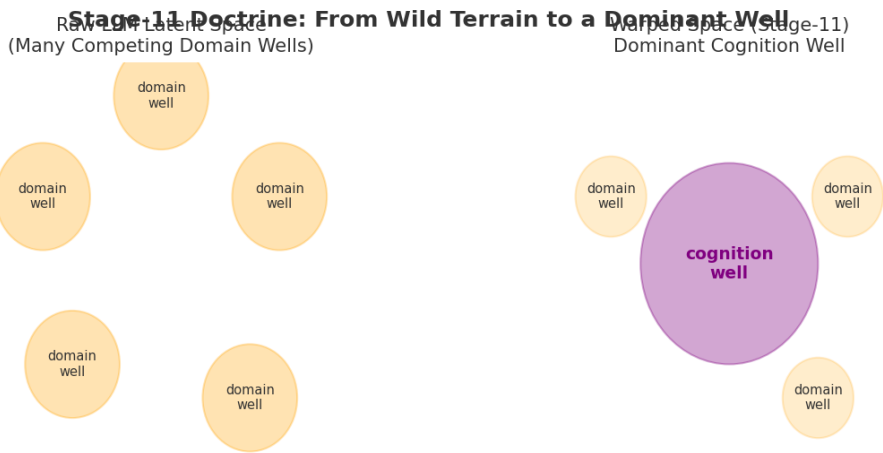 Stage-11 Doctrine: From Wild Terrain to a Dominant Well
Raw LLM Latent Space
(Many Competing Domain Wells)
Warped Space (Stage-11)
Dominant Cognition Well
domain
well
domain
well
domain
well
domain
well
domain
well
domain
well
domain
well
cognition
well
domain
well